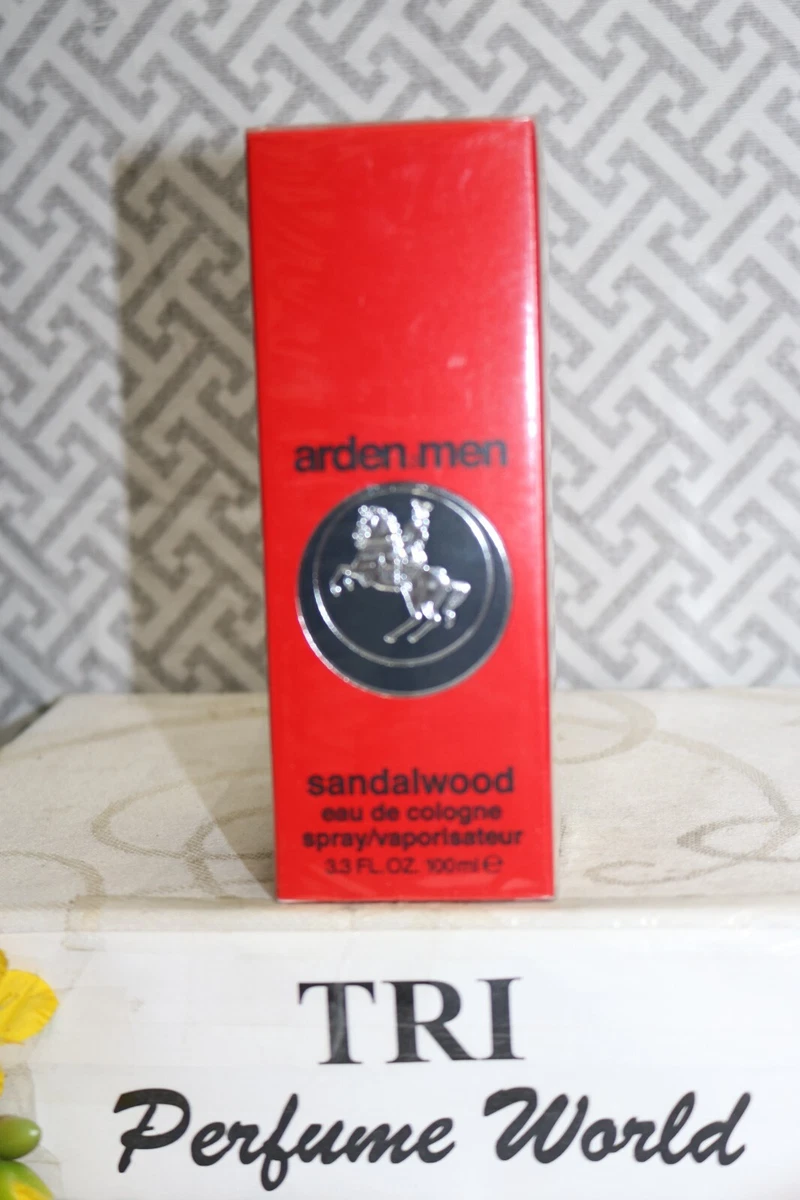 arden men
sandalwood
eau de cologne
spray/vaporisateur
3.3 FL.OZ. 100ml ℮
TRI
Perfume World